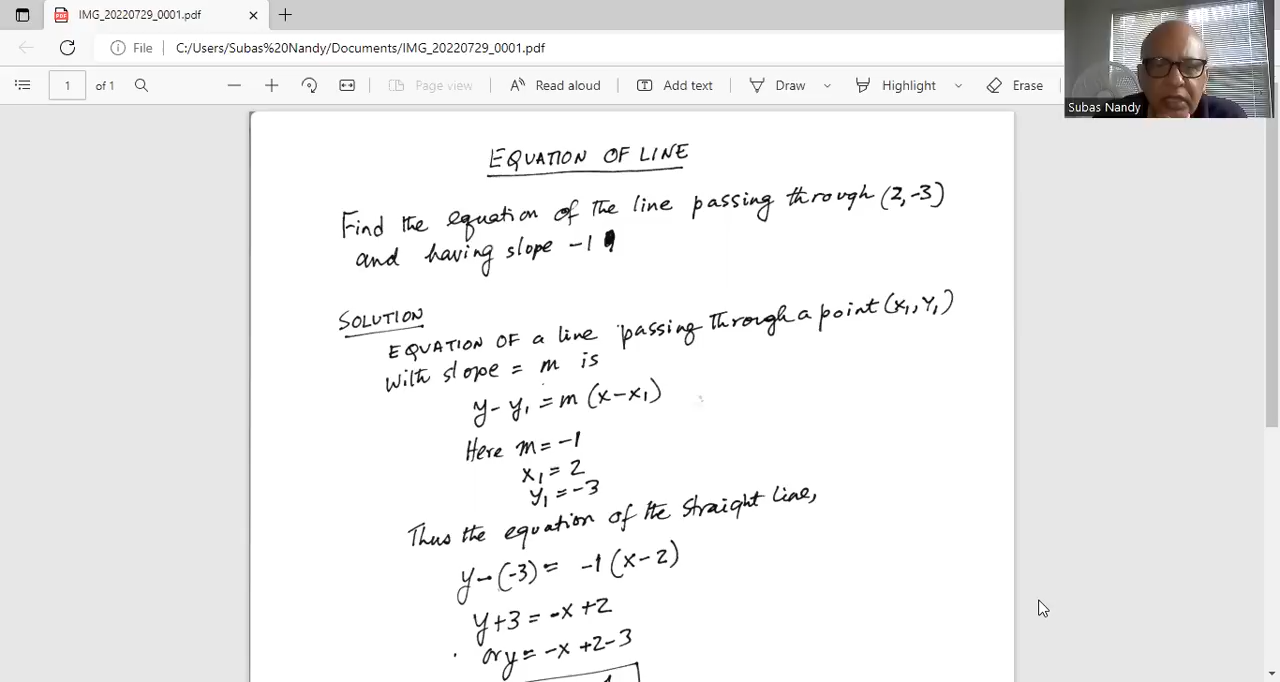 IMG_20220729_0001.pdf
File C:/Users/Subas%20Nandy/Documents/IMG_20220729_0001.pdf
1 of 1 Page view Read aloud Add text Draw Highlight Erase
Subas Nandy
EQUATION OF LINE
Find the equation of the line passing through (2, -3)
and having slope -1
SOLUTION
EQUATION OF a line passing through a point (x₁, y₁)
with slope = m is
y - y₁ = m (x - x₁)
Here m = -1
x₁ = 2
y₁ = -3
Thus the equation of the straight line,
y - (-3) = -1 (x - 2)
y + 3 = -x + 2
or y = -x + 2 - 3